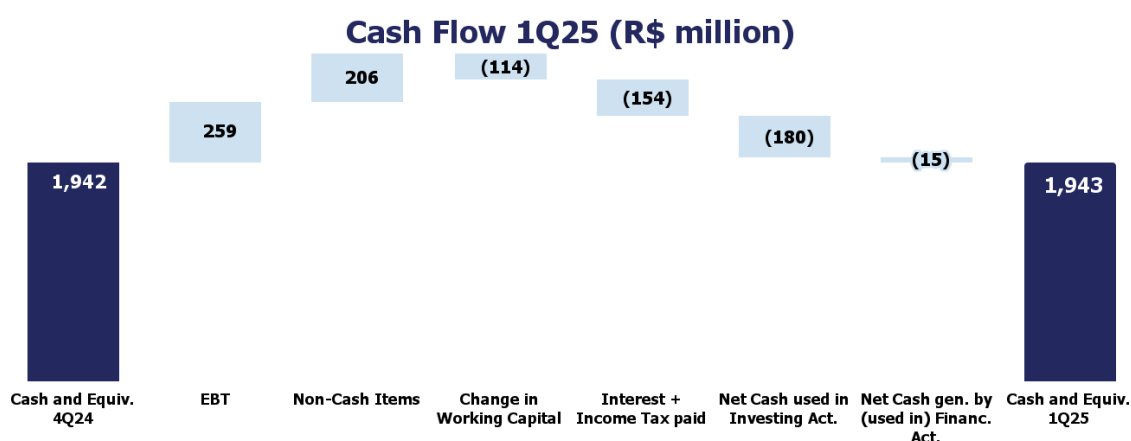 Cash Flow 1Q25 (R$ million)
1,942
259
206
(114)
(154)
(180)
(15)
1,943
Cash and Equiv.
4Q24
EBT
Non-Cash Items
Change in
Working Capital
Interest +
Income Tax paid
Net Cash used in
Investing Act.
Net Cash gen. by
(used in) Financ.
Act.
Cash and Equiv.
1Q25